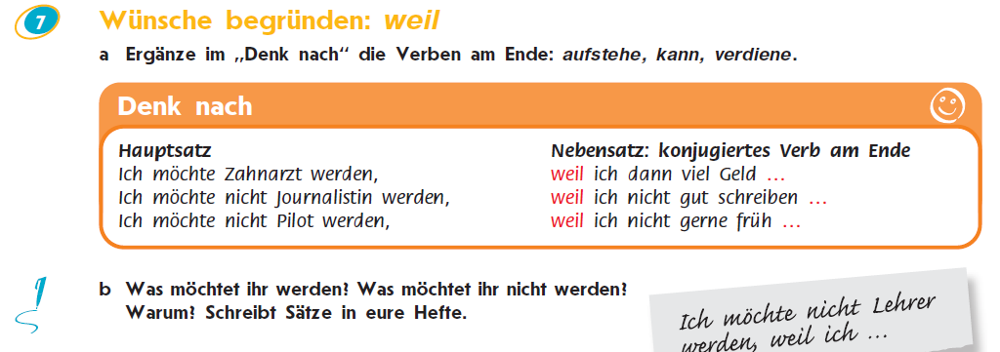 7
Wünsche begründen: weil
a Ergänze im „Denk nach“ die Verben am Ende: aufstehe, kann, verdiene.
Denk nach
Hauptsatz Nebensatz: konjugiertes Verb am Ende
Ich möchte Zahnarzt werden, weil ich dann viel Geld …
Ich möchte nicht Journalistin werden, weil ich nicht gut schreiben …
Ich möchte nicht Pilot werden, weil ich nicht gerne früh …
b Was möchtet ihr werden? Was möchtet ihr nicht werden?
Warum? Schreibt Sätze in eure Hefte.
Ich möchte nicht Lehrer
werden, weil ich …